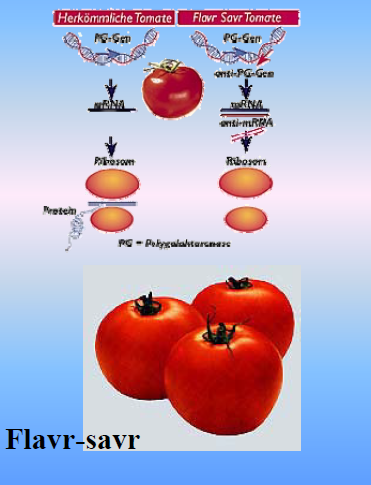 Herkömmliche Tomate
Flavr Savr Tomate
PG-Gen
PG-Gen
anti-PG-Gen
mRNA
mRNA
anti-mRNA
Ribosom
Ribosom
Protein
PG = Polygalakturonase
Flavr-savr